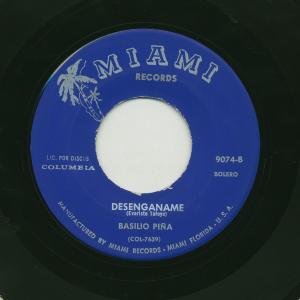 MIAMI
RECORDS
LIC. POR DISCOS
COLUMBIA
9074-B
BOLERO
DESENGANAME
(Evaristo Tafoya)
BASILIO PIÑA
(COL-7639)
MANUFACTURED BY MIAMI RECORDS - MIAMI FLORIDA - U.S.A.